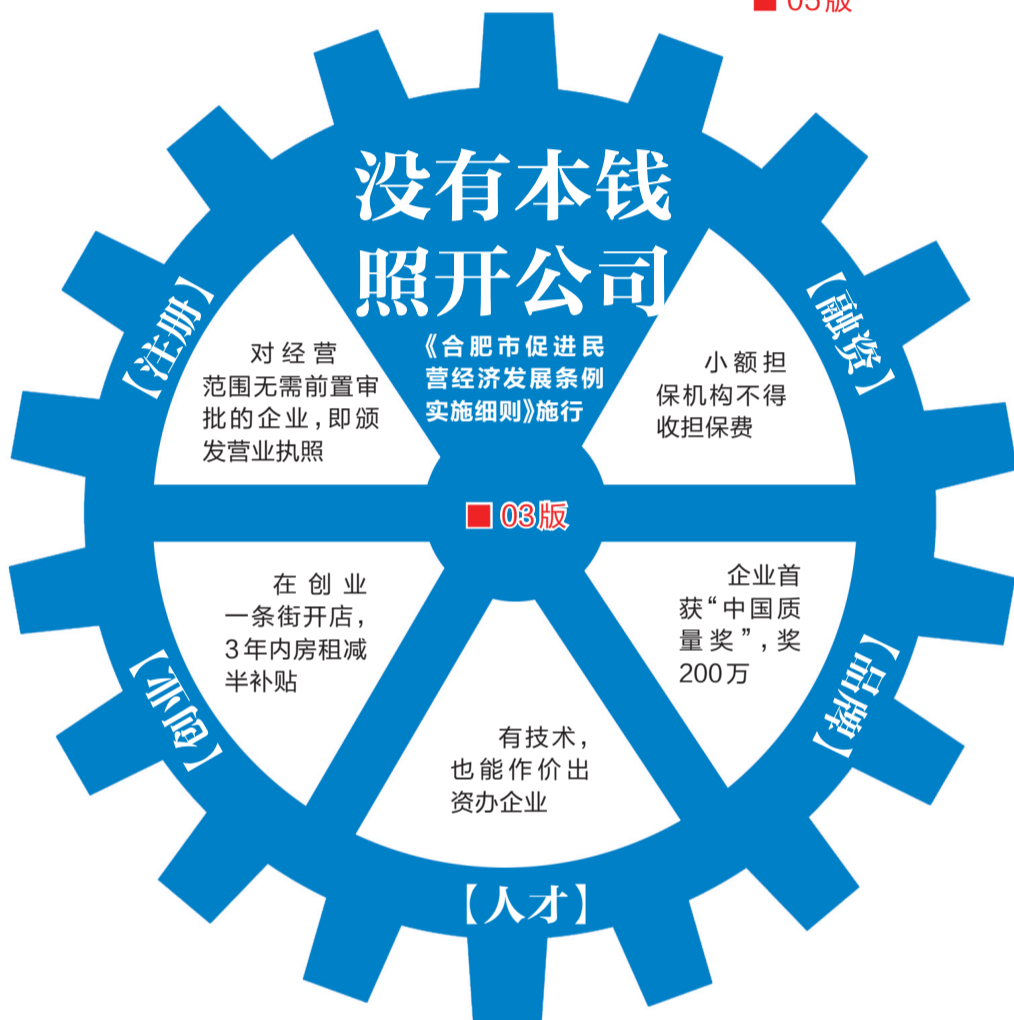 ■ 05版
没有本钱
照开公司
《合肥市促进民
营经济发展条例
实施细则》施行
【注册】
对经营
范围无需前置审
批的企业,即颁
发营业执照
【融资】
小额担
保机构不得
收担保费
■ 03版
【创业】
在创业
一条街开店,
3年内房租减
半补贴
【品牌】
企业首
获“中国质
量奖”,奖
200万
有技术,
也能作价出
资办企业
【人才】